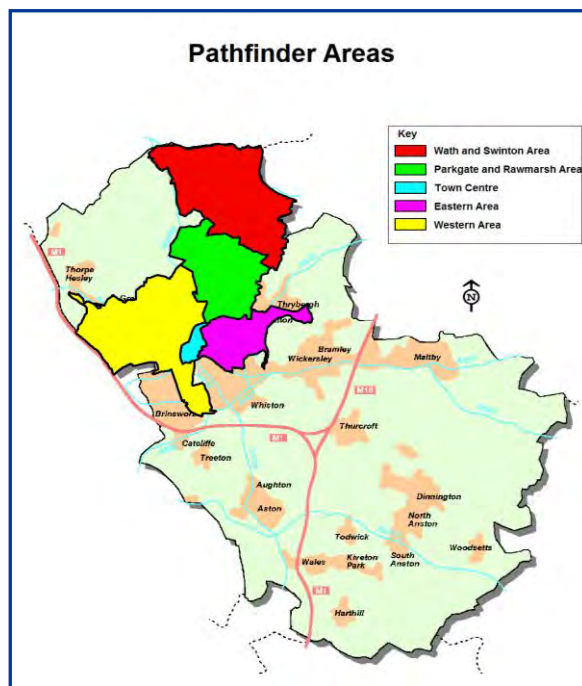 Pathfinder Areas
Key
Wath and Swinton Area
Parkgate and Rawmarsh Area
Town Centre
Eastern Area
Western Area
N
M1
Thorpe
Hesley
Gre
Thrybergh
Bramley
Wickersley
Maltby
M18
Whiston
Brinswor
Catcliffe
Treeton
M1
Thurcroft
Aughton
Aston
Dinnington
North
Anston
Todwick
South
Anston
Woodsetts
Wales
Kiveton
Park
M1
Harthill